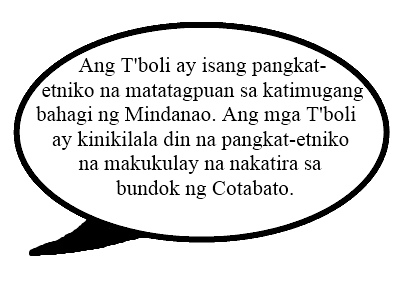 Ang T'boli ay isang pangkat-
etniko na matatagpuan sa katimugang
bahagi ng Mindanao. Ang mga T'boli
ay kinikilala din na pangkat-etniko
na makukulay na nakatira sa
bundok ng Cotabato.